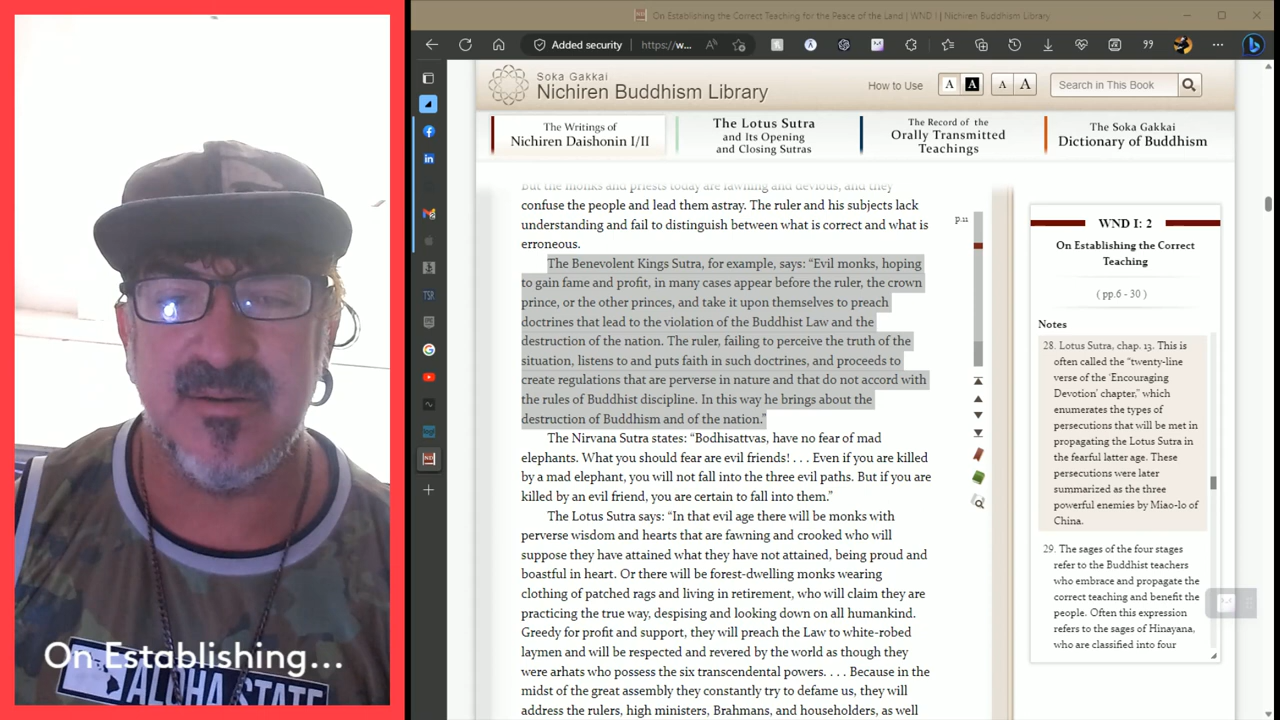 On Establishing the Correct Teaching for the Peace of the Land | WND I | Nichiren Buddhism Library
Added security
https://w...
Soka Gakkai
Nichiren Buddhism Library
How to Use
A
A
A
A
Search in This Book
The Writings of
Nichiren Daishonin I/II
The Lotus Sutra
and Its Opening
and Closing Sutras
The Record of the
Orally Transmitted
Teachings
The Soka Gakkai
Dictionary of Buddhism
But the monks and priests today are fawning and devious, and they
confuse the people and lead them astray. The ruler and his subjects lack
understanding and fail to distinguish between what is correct and what is
erroneous.
The Benevolent Kings Sutra, for example, says: “Evil monks, hoping
to gain fame and profit, in many cases appear before the ruler, the crown
prince, or the other princes, and take it upon themselves to preach
doctrines that lead to the violation of the Buddhist Law and the
destruction of the nation. The ruler, failing to perceive the truth of the
situation, listens to and puts faith in such doctrines, and proceeds to
create regulations that are perverse in nature and that do not accord with
the rules of Buddhist discipline. In this way he brings about the
destruction of Buddhism and of the nation.”
The Nirvana Sutra states: “Bodhisattvas, have no fear of mad
elephants. What you should fear are evil friends! . . . Even if you are killed
by a mad elephant, you will not fall into the three evil paths. But if you are
killed by an evil friend, you are certain to fall into them.”
The Lotus Sutra says: “In that evil age there will be monks with
perverse wisdom and hearts that are fawning and crooked who will
suppose they have attained what they have not attained, being proud and
boastful in heart. Or there will be forest-dwelling monks wearing
clothing of patched rags and living in retirement, who will claim they are
practicing the true way, despising and looking down on all humankind.
Greedy for profit and support, they will preach the Law to white-robed
laymen and will be respected and revered by the world as though they
were arhats who possess the six transcendental powers. . . . Because in the
midst of the great assembly they constantly try to defame us, they will
address the rulers, high ministers, Brahmans, and householders, as well
p.11
WND I: 2
On Establishing the Correct
Teaching
( pp.6 - 30 )
Notes
28. Lotus Sutra, chap. 13. This is
often called the “twenty-line
verse of the ‘Encouraging
Devotion’ chapter,” which
enumerates the types of
persecutions that will be met in
propagating the Lotus Sutra in
the fearful latter age. These
persecutions were later
summarized as the three
powerful enemies by Miao-lo of
China.
29. The sages of the four stages
refer to the Buddhist teachers
who embrace and propagate the
correct teaching and benefit the
people. Often this expression
refers to the sages of Hinayana,
who are classified into four
On Establishing...
ALOHA STATE